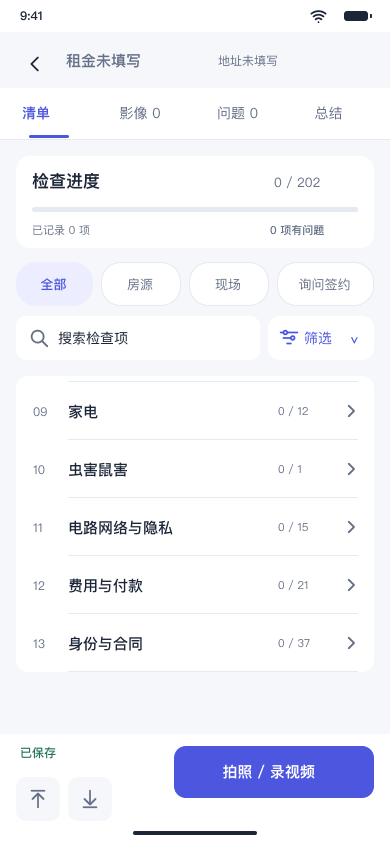 9:41
租金未填写 地址未填写
清单 影像 0 问题 0 总结
检查进度 0 / 202
已记录 0 项 0 项有问题
全部 房源 现场 询问签约
搜索检查项 筛选
09 家电 0 / 12
10 虫害鼠害 0 / 1
11 电路网络与隐私 0 / 15
12 费用与付款 0 / 21
13 身份与合同 0 / 37
已保存
拍照 / 录视频